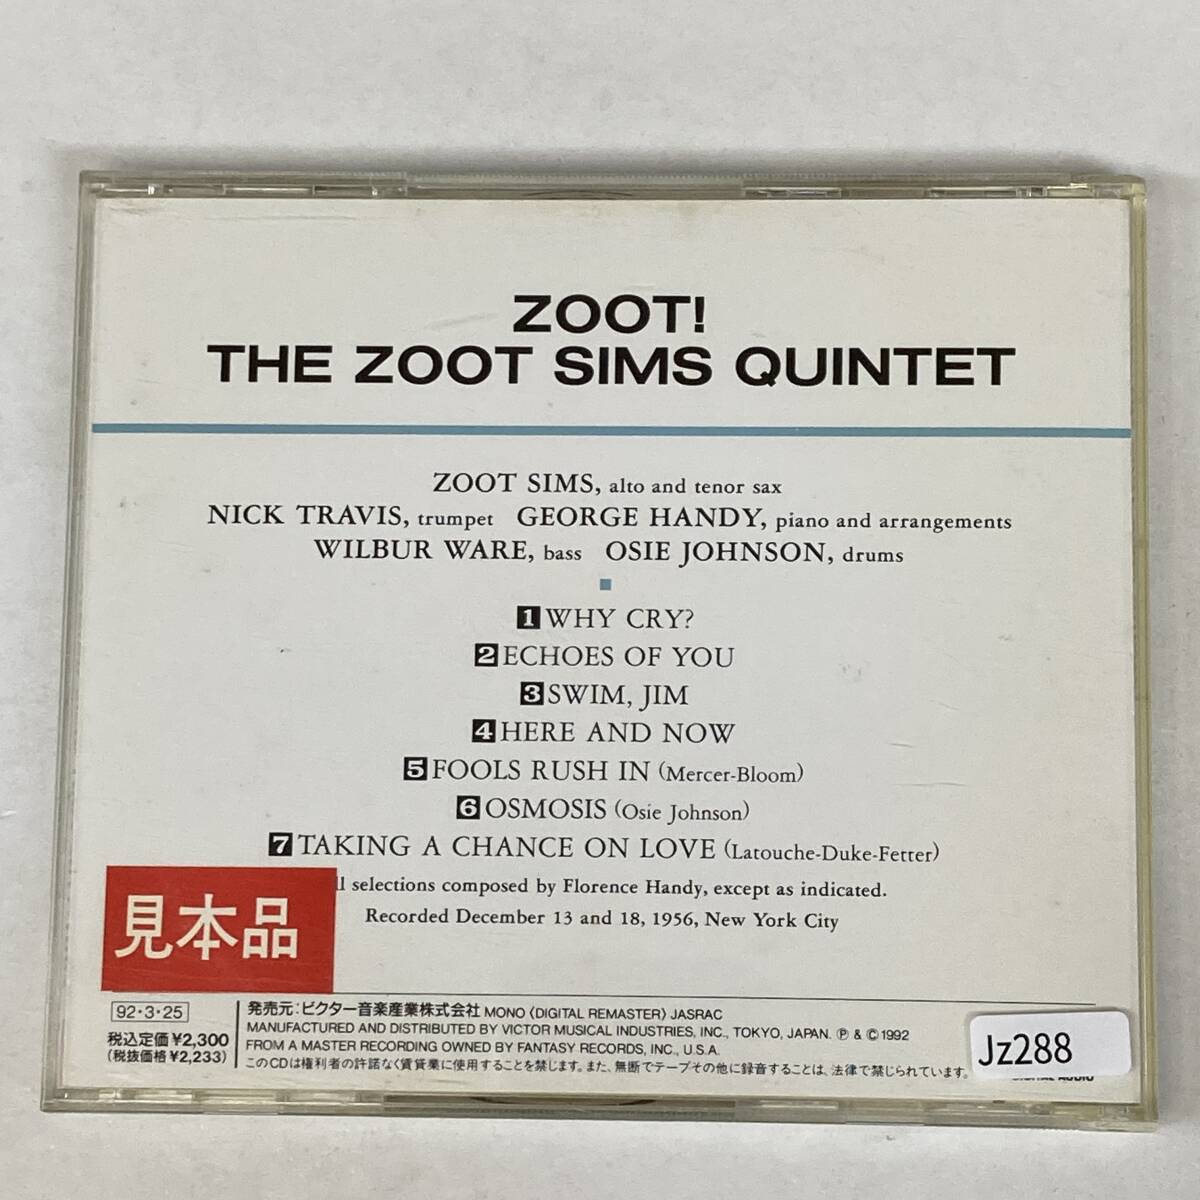 ZOOT!
THE ZOOT SIMS QUINTET
ZOOT SIMS, alto and tenor sax
NICK TRAVIS, trumpet GEORGE HANDY, piano and arrangements
WILBUR WARE, bass OSIE JOHNSON, drums
1 WHY CRY?
2 ECHOES OF YOU
3 SWIM, JIM
4 HERE AND NOW
5 FOOLS RUSH IN (Mercer-Bloom)
6 OSMOSIS (Osie Johnson)
7 TAKING A CHANCE ON LOVE (Latouche-Duke-Fetter)
selections composed by Florence Handy, except as indicated.
Recorded December 13 and 18, 1956, New York City
見本品
92・3・25
税込定価¥2,300
(税抜価格¥2,233)
発売元:ビクター音楽産業株式会社 MONO 〈DIGITAL REMASTER〉 JASRAC
MANUFACTURED AND DISTRIBUTED BY VICTOR MUSICAL INDUSTRIES, INC., TOKYO, JAPAN. Ⓟ & © 1992
FROM A MASTER RECORDING OWNED BY FANTASY RECORDS, INC., U.S.A.
このCDは権利者の許諾なく賃貸業に使用することを禁じます。また、無断でテープその他に録音することは、法律で禁じられています。
Jz288
DIGITAL AUDIO